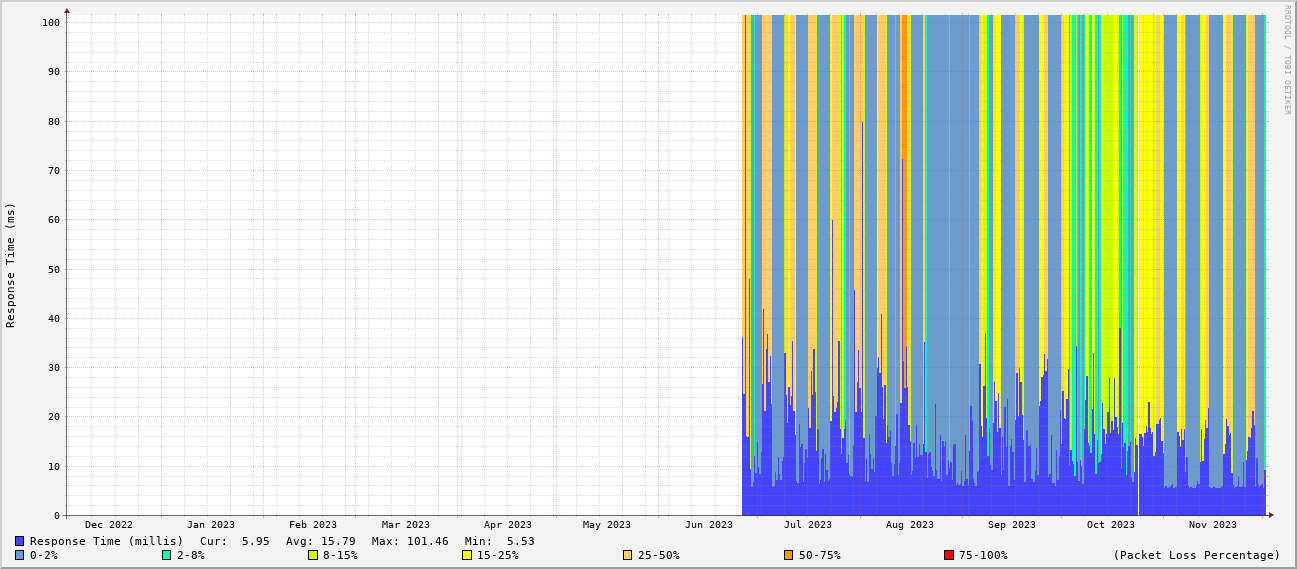 RRDTOOL / TOBI OETIKER
Response Time (ms)
100
90
80
70
60
50
40
30
20
10
0
Dec 2022 Jan 2023 Feb 2023 Mar 2023 Apr 2023 May 2023 Jun 2023 Jul 2023 Aug 2023 Sep 2023 Oct 2023 Nov 2023
Response Time (millis) Cur: 5.95 Avg: 15.79 Max: 101.46 Min: 5.53
0-2% 2-8% 8-15% 15-25% 25-50% 50-75% 75-100% (Packet Loss Percentage)